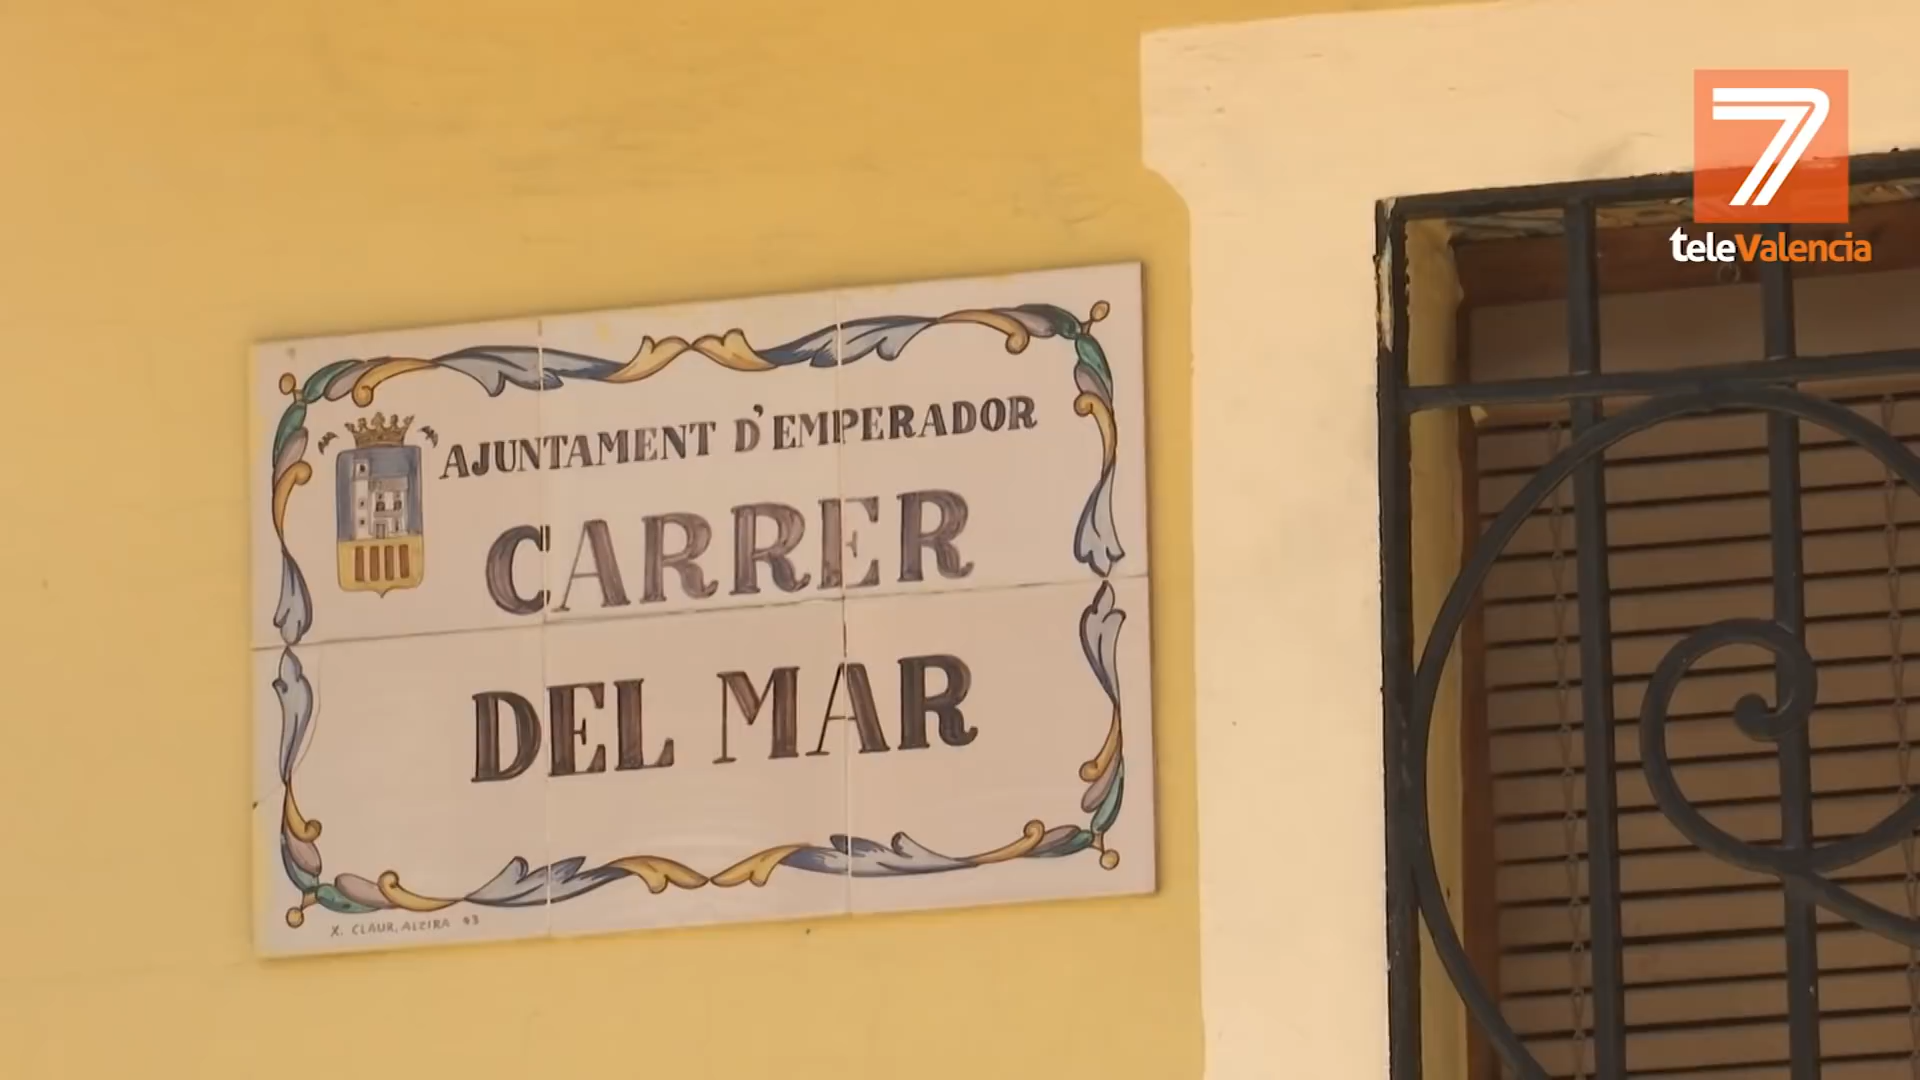 7
teleValencia
AJUNTAMENT D'EMPERADOR
CARRER
DEL MAR
X. CLAUR, ALZIRA 93